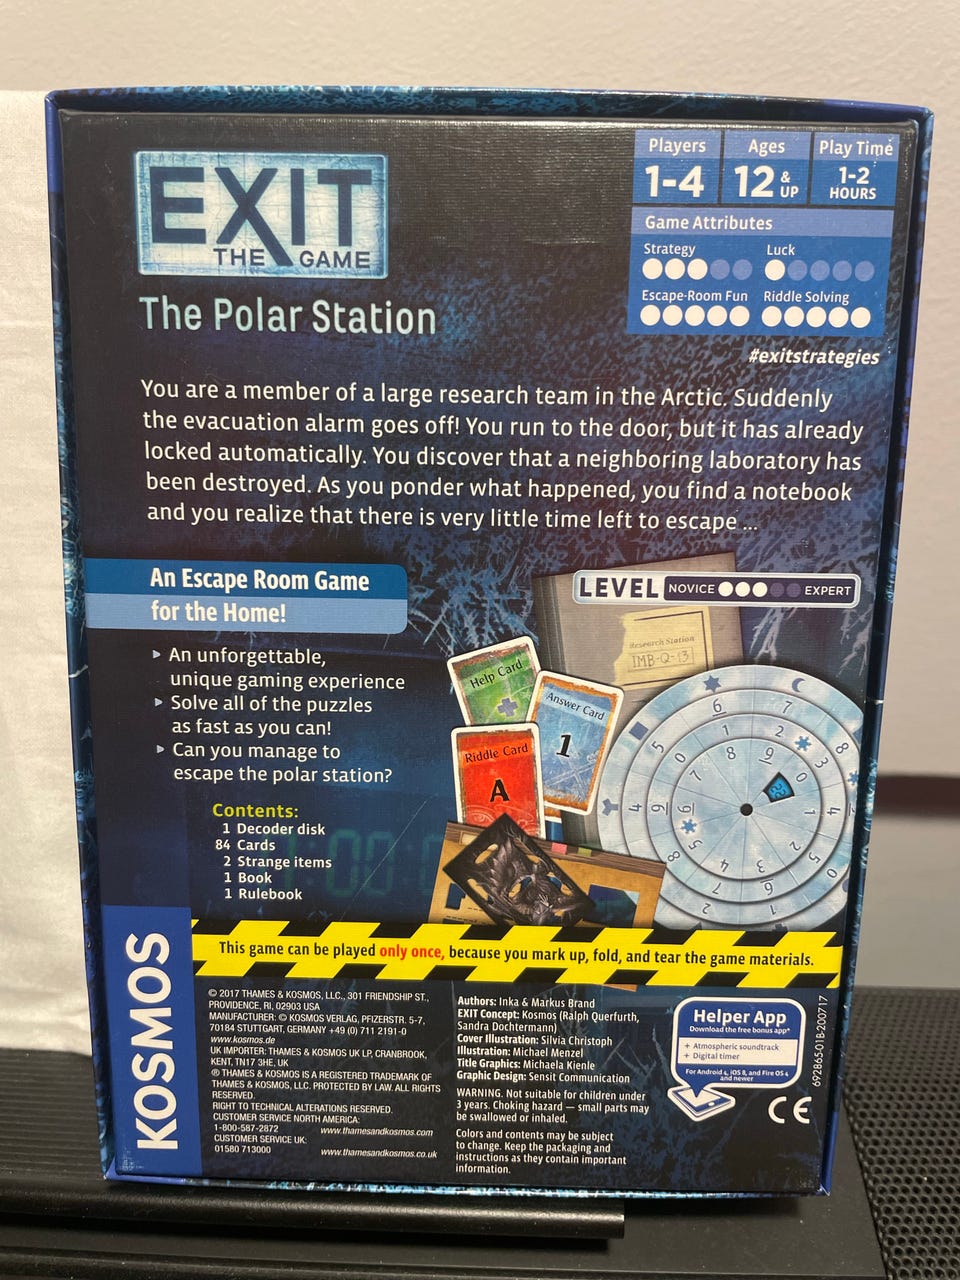 EXIT
THE GAME
The Polar Station
Players
1-4
Ages
12 & UP
Play Time
1-2
HOURS
Game Attributes
Strategy
Luck
Escape-Room Fun
Riddle Solving
#exitstrategies
You are a member of a large research team in the Arctic. Suddenly
the evacuation alarm goes off! You run to the door, but it has already
locked automatically. You discover that a neighboring laboratory has
been destroyed. As you ponder what happened, you find a notebook
and you realize that there is very little time left to escape ...
An Escape Room Game
for the Home!
LEVEL NOVICE EXPERT
An unforgettable,
unique gaming experience
Solve all of the puzzles
as fast as you can!
Can you manage to
escape the polar station?
Research Station
IMB-Q-13
Help Card
Answer Card
1
Riddle Card
A
Contents:
1 Decoder disk
84 Cards
2 Strange items
1 Book
1 Rulebook
This game can be played only once, because you mark up, fold, and tear the game materials.
KOSMOS
© 2017 THAMES & KOSMOS, LLC., 301 FRIENDSHIP ST.,
PROVIDENCE, RI, 02903 USA
MANUFACTURER: © KOSMOS VERLAG, PFIZERSTR. 5-7,
70184 STUTTGART, GERMANY +49 (0) 711 2191-0
www.kosmos.de
UK IMPORTER: THAMES & KOSMOS UK LP, CRANBROOK,
KENT, TN17 3HE, UK
® THAMES & KOSMOS IS A REGISTERED TRADEMARK OF
THAMES & KOSMOS, LLC. PROTECTED BY LAW. ALL RIGHTS
RESERVED.
RIGHT TO TECHNICAL ALTERATIONS RESERVED.
CUSTOMER SERVICE NORTH AMERICA:
1-800-587-2872 www.thamesandkosmos.com
CUSTOMER SERVICE UK:
01580 713000 www.thamesandkosmos.co.uk
Authors: Inka & Markus Brand
EXIT Concept: Kosmos (Ralph Querfurth,
Sandra Dochtermann)
Cover Illustration: Silvia Christoph
Illustration: Michael Menzel
Title Graphics: Michaela Kienle
Graphic Design: Sensit Communication
WARNING. Not suitable for children under
3 years. Choking hazard — small parts may
be swallowed or inhaled.
Colors and contents may be subject
to change. Keep the packaging and
instructions as they contain important
information.
Helper App
Download the free bonus app*
+ Atmospheric soundtrack
+ Digital timer
For Android 4, iOS 8, and Fire OS 4
and newer
CE
692865-01B-200717